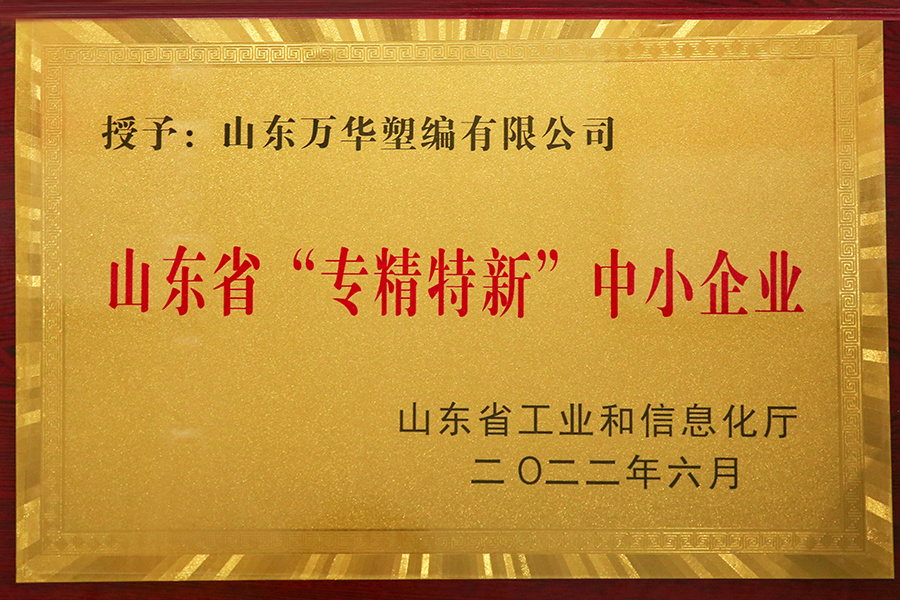 授予：山东万华塑编有限公司
山东省“专精特新”中小企业
山东省工业和信息化厅
二〇二二年六月